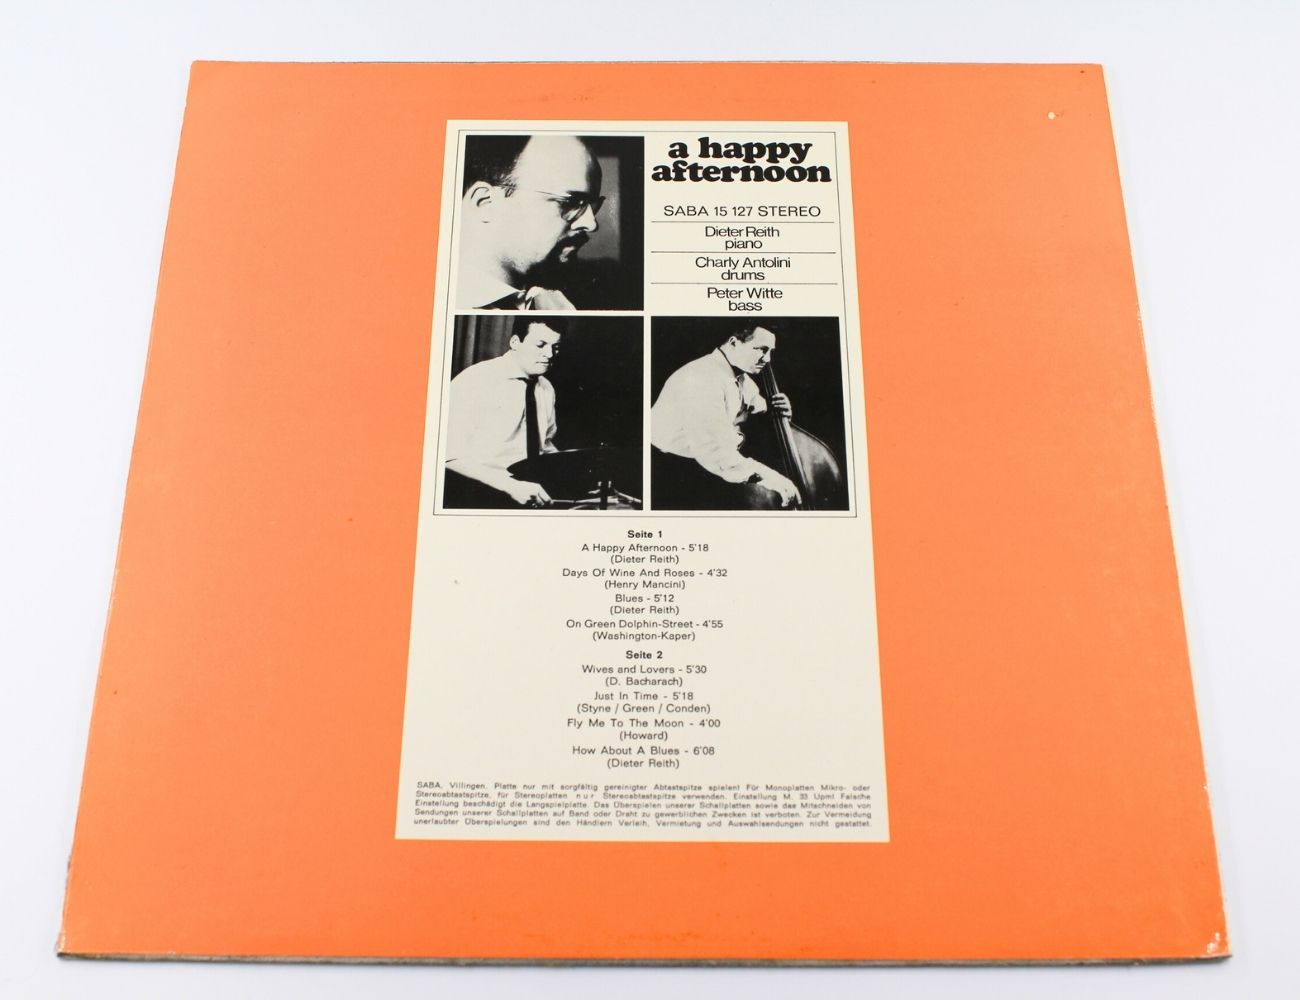 a happy
afternoon
SABA 15 127 STEREO
Dieter Reith
piano
Charly Antolini
drums
Peter Witte
bass
Seite 1
A Happy Afternoon - 5'18
(Dieter Reith)
Days Of Wine And Roses - 4'32
(Henry Mancini)
Blues - 5'12
(Dieter Reith)
On Green Dolphin-Street - 4'55
(Washington-Kaper)
Seite 2
Wives and Lovers - 5'30
(D. Bacharach)
Just In Time - 5'18
(Styne / Green / Conden)
Fly Me To The Moon - 4'00
(Howard)
How About A Blues - 6'08
(Dieter Reith)
SABA, Villingen. Platte nur mit sorgfältig gereinigter Abtastspitze spielen! Für Monoplatten Mikro- oder
Stereoabtastspitze, für Stereoplatten nur Stereoabtastspitze verwenden. Einstellung M. 33 Upm! Falsche
Einstellung beschädigt die Langspielplatte. Das Überspielen unserer Schallplatten sowie das Mitschneiden von
Sendungen unserer Schallplatten auf Band oder Draht zu gewerblichen Zwecken ist verboten. Zur Vermeidung
unerlaubter Überspielungen sind den Händlern Verleih, Vermietung und Auswahlsendungen nicht gestattet.